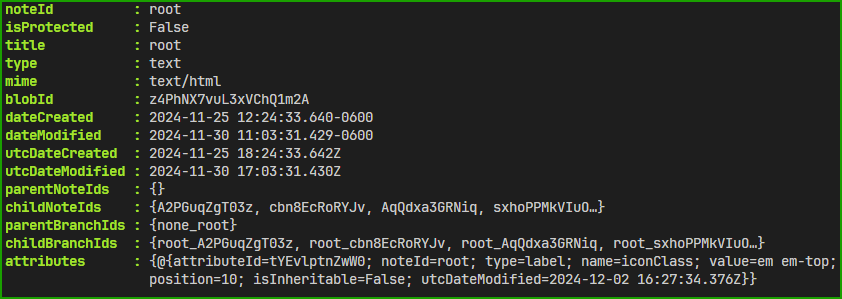 noteId          : root
isProtected     : False
title           : root
type            : text
mime            : text/html
blobId          : z4PhNX7vuL3xVChQ1m2A
dateCreated     : 2024-11-25 12:24:33.640-0600
dateModified    : 2024-11-30 11:03:31.429-0600
utcDateCreated  : 2024-11-25 18:24:33.642Z
utcDateModified : 2024-11-30 17:03:31.430Z
parentNoteIds   : {}
childNoteIds    : {A2PGuqZgT03z, cbn8EcRoRYJv, AqQdxa3GRNiq, sxhoPPMkVIuO…}
parentBranchIds : {none_root}
childBranchIds  : {root_A2PGuqZgT03z, root_cbn8EcRoRYJv, root_AqQdxa3GRNiq, root_sxhoPPMkVIuO…}
attributes      : {@{attributeId=tYEvlptnZwW0; noteId=root; type=label; name=iconClass; value=em em-top;
                  position=10; isInheritable=False; utcDateModified=2024-12-02 16:27:34.376Z}}